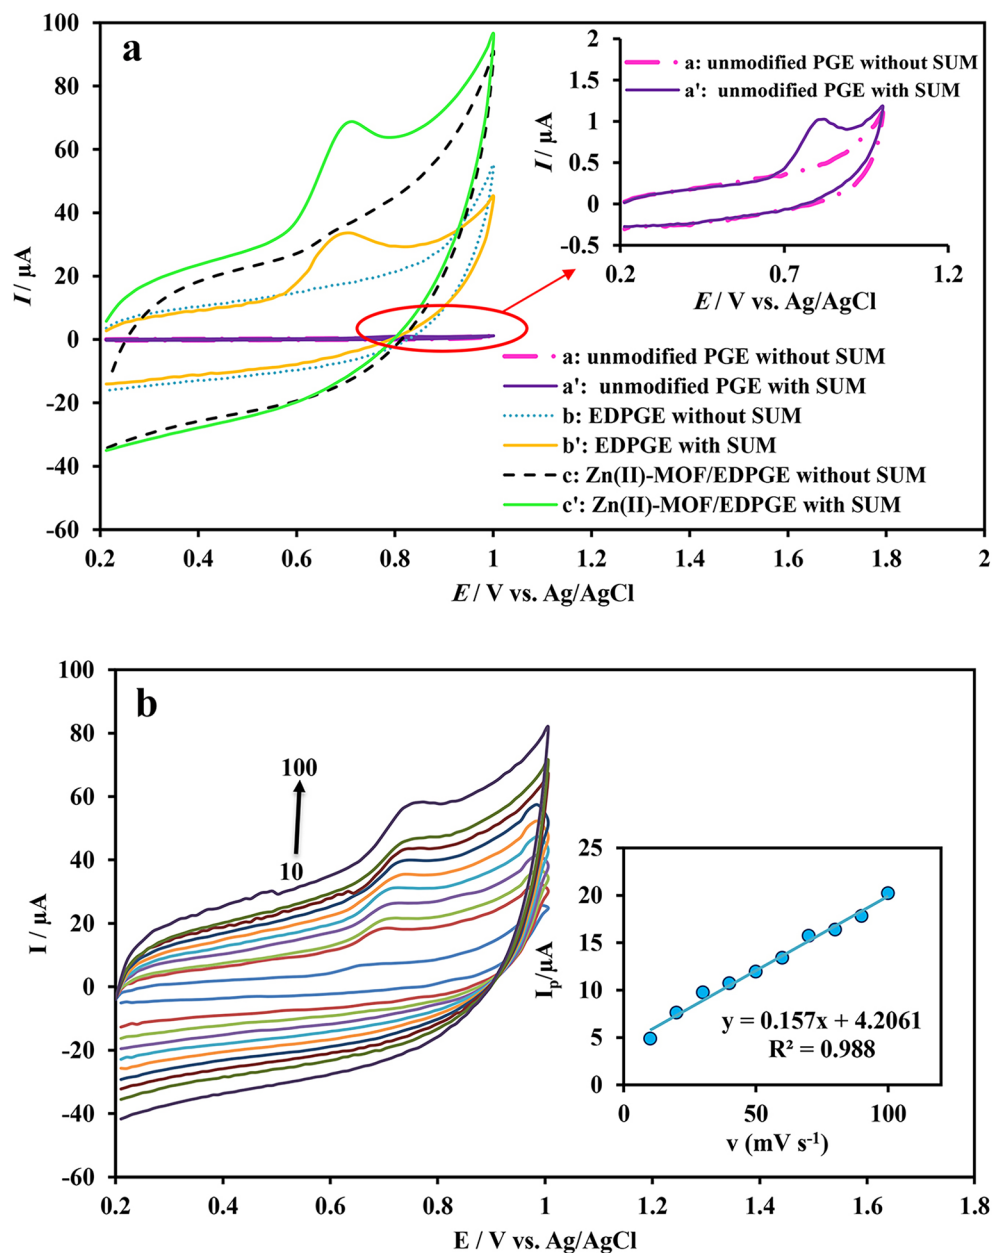 a
100
80
60
40
20
0
-20
-40
-60
I / µA
0.2
0.4
0.6
0.8
1
1.2
1.4
1.6
1.8
2
E / V vs. Ag/AgCl
2
1.5
1
0.5
0
-0.5
I / µA
0.2
0.7
1.2
E / V vs. Ag/AgCl
a: unmodified PGE without SUM
a': unmodified PGE with SUM
a: unmodified PGE without SUM
a': unmodified PGE with SUM
b: EDPGE without SUM
b': EDPGE with SUM
c: Zn(II)-MOF/EDPGE without SUM
c': Zn(II)-MOF/EDPGE with SUM
b
100
80
60
40
20
0
-20
-40
-60
I / µA
100
10
0.2
0.4
0.6
0.8
1
1.2
1.4
1.6
1.8
E / V vs. Ag/AgCl
25
20
15
10
5
0
Ip/µA
y = 0.157x + 4.2061
R² = 0.988
0
50
100
v (mV s⁻¹)